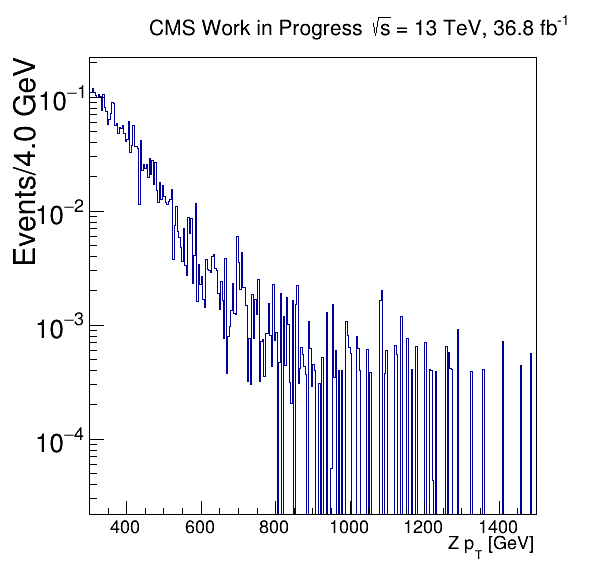 CMS Work in Progress √s = 13 TeV, 36.8 fb⁻¹
Events/4.0 GeV
10⁻¹
10⁻²
10⁻³
10⁻⁴
400 600 800 1000 1200 1400
Z p_T [GeV]